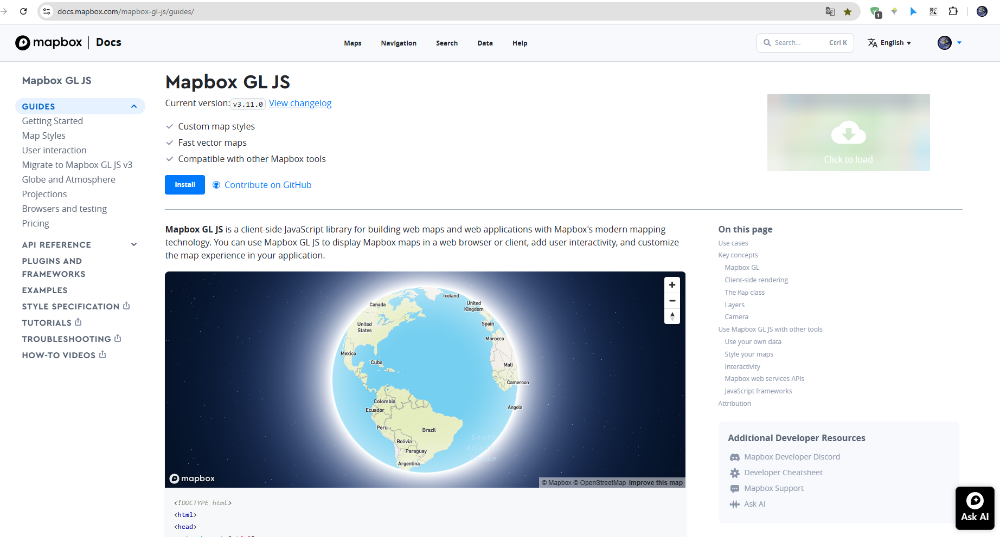 docs.mapbox.com/mapbox-gl-js/guides/
1
mapbox | Docs
Maps
Navigation
Search
Data
Help
Search...
Ctrl K
English
Mapbox GL JS
GUIDES
Getting Started
Map Styles
User interaction
Migrate to Mapbox GL JS v3
Globe and Atmosphere
Projections
Browsers and testing
Pricing
API REFERENCE
PLUGINS AND
FRAMEWORKS
EXAMPLES
STYLE SPECIFICATION
TUTORIALS
TROUBLESHOOTING
HOW-TO VIDEOS
Mapbox GL JS
Current version: v3.11.0 View changelog
Custom map styles
Fast vector maps
Compatible with other Mapbox tools
Install
Contribute on GitHub
Click to load
Mapbox GL JS is a client-side JavaScript library for building web maps and web applications with Mapbox's modern mapping
technology. You can use Mapbox GL JS to display Mapbox maps in a web browser or client, add user interactivity, and customize
the map experience in your application.
Iceland
Canada
United
Kingdom
United
States
Spain
Morocco
Mexico
Cuba
Mali
Cameroon
Colombia
Ecuador
Angola
Peru
Brazil
Bolivia
South
Paraguay
Argentina
mapbox
© Mapbox © OpenStreetMap Improve this map
<!DOCTYPE html>
<html>
<head>
On this page
Use cases
Key concepts
Mapbox GL
Client-side rendering
The Map class
Layers
Camera
Use Mapbox GL JS with other tools
Use your own data
Style your maps
Interactivity
Mapbox web services APIs
JavaScript frameworks
Attribution
Additional Developer Resources
Mapbox Developer Discord
Developer Cheatsheet
Mapbox Support
Ask AI
Ask AI